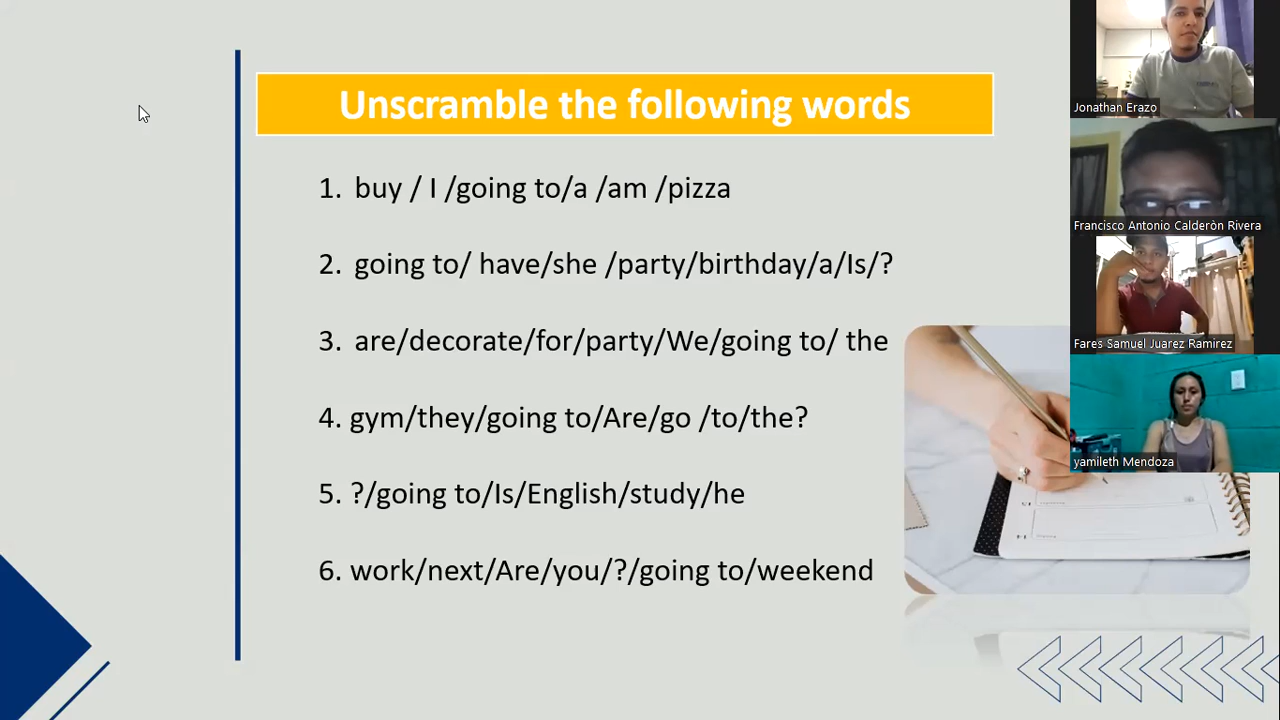 Unscramble the following words
1. buy / I /going to/a /am /pizza
2. going to/ have/she /party/birthday/a/Is/?
3. are/decorate/for/party/We/going to/ the
4. gym/they/going to/Are/go /to/the?
5. ?/going to/Is/English/study/he
6. work/next/Are/you/?/going to/weekend
Jonathan Erazo
Francisco Antonio Calderòn Rivera
Fares Samuel Juarez Ramirez
yamileth Mendoza